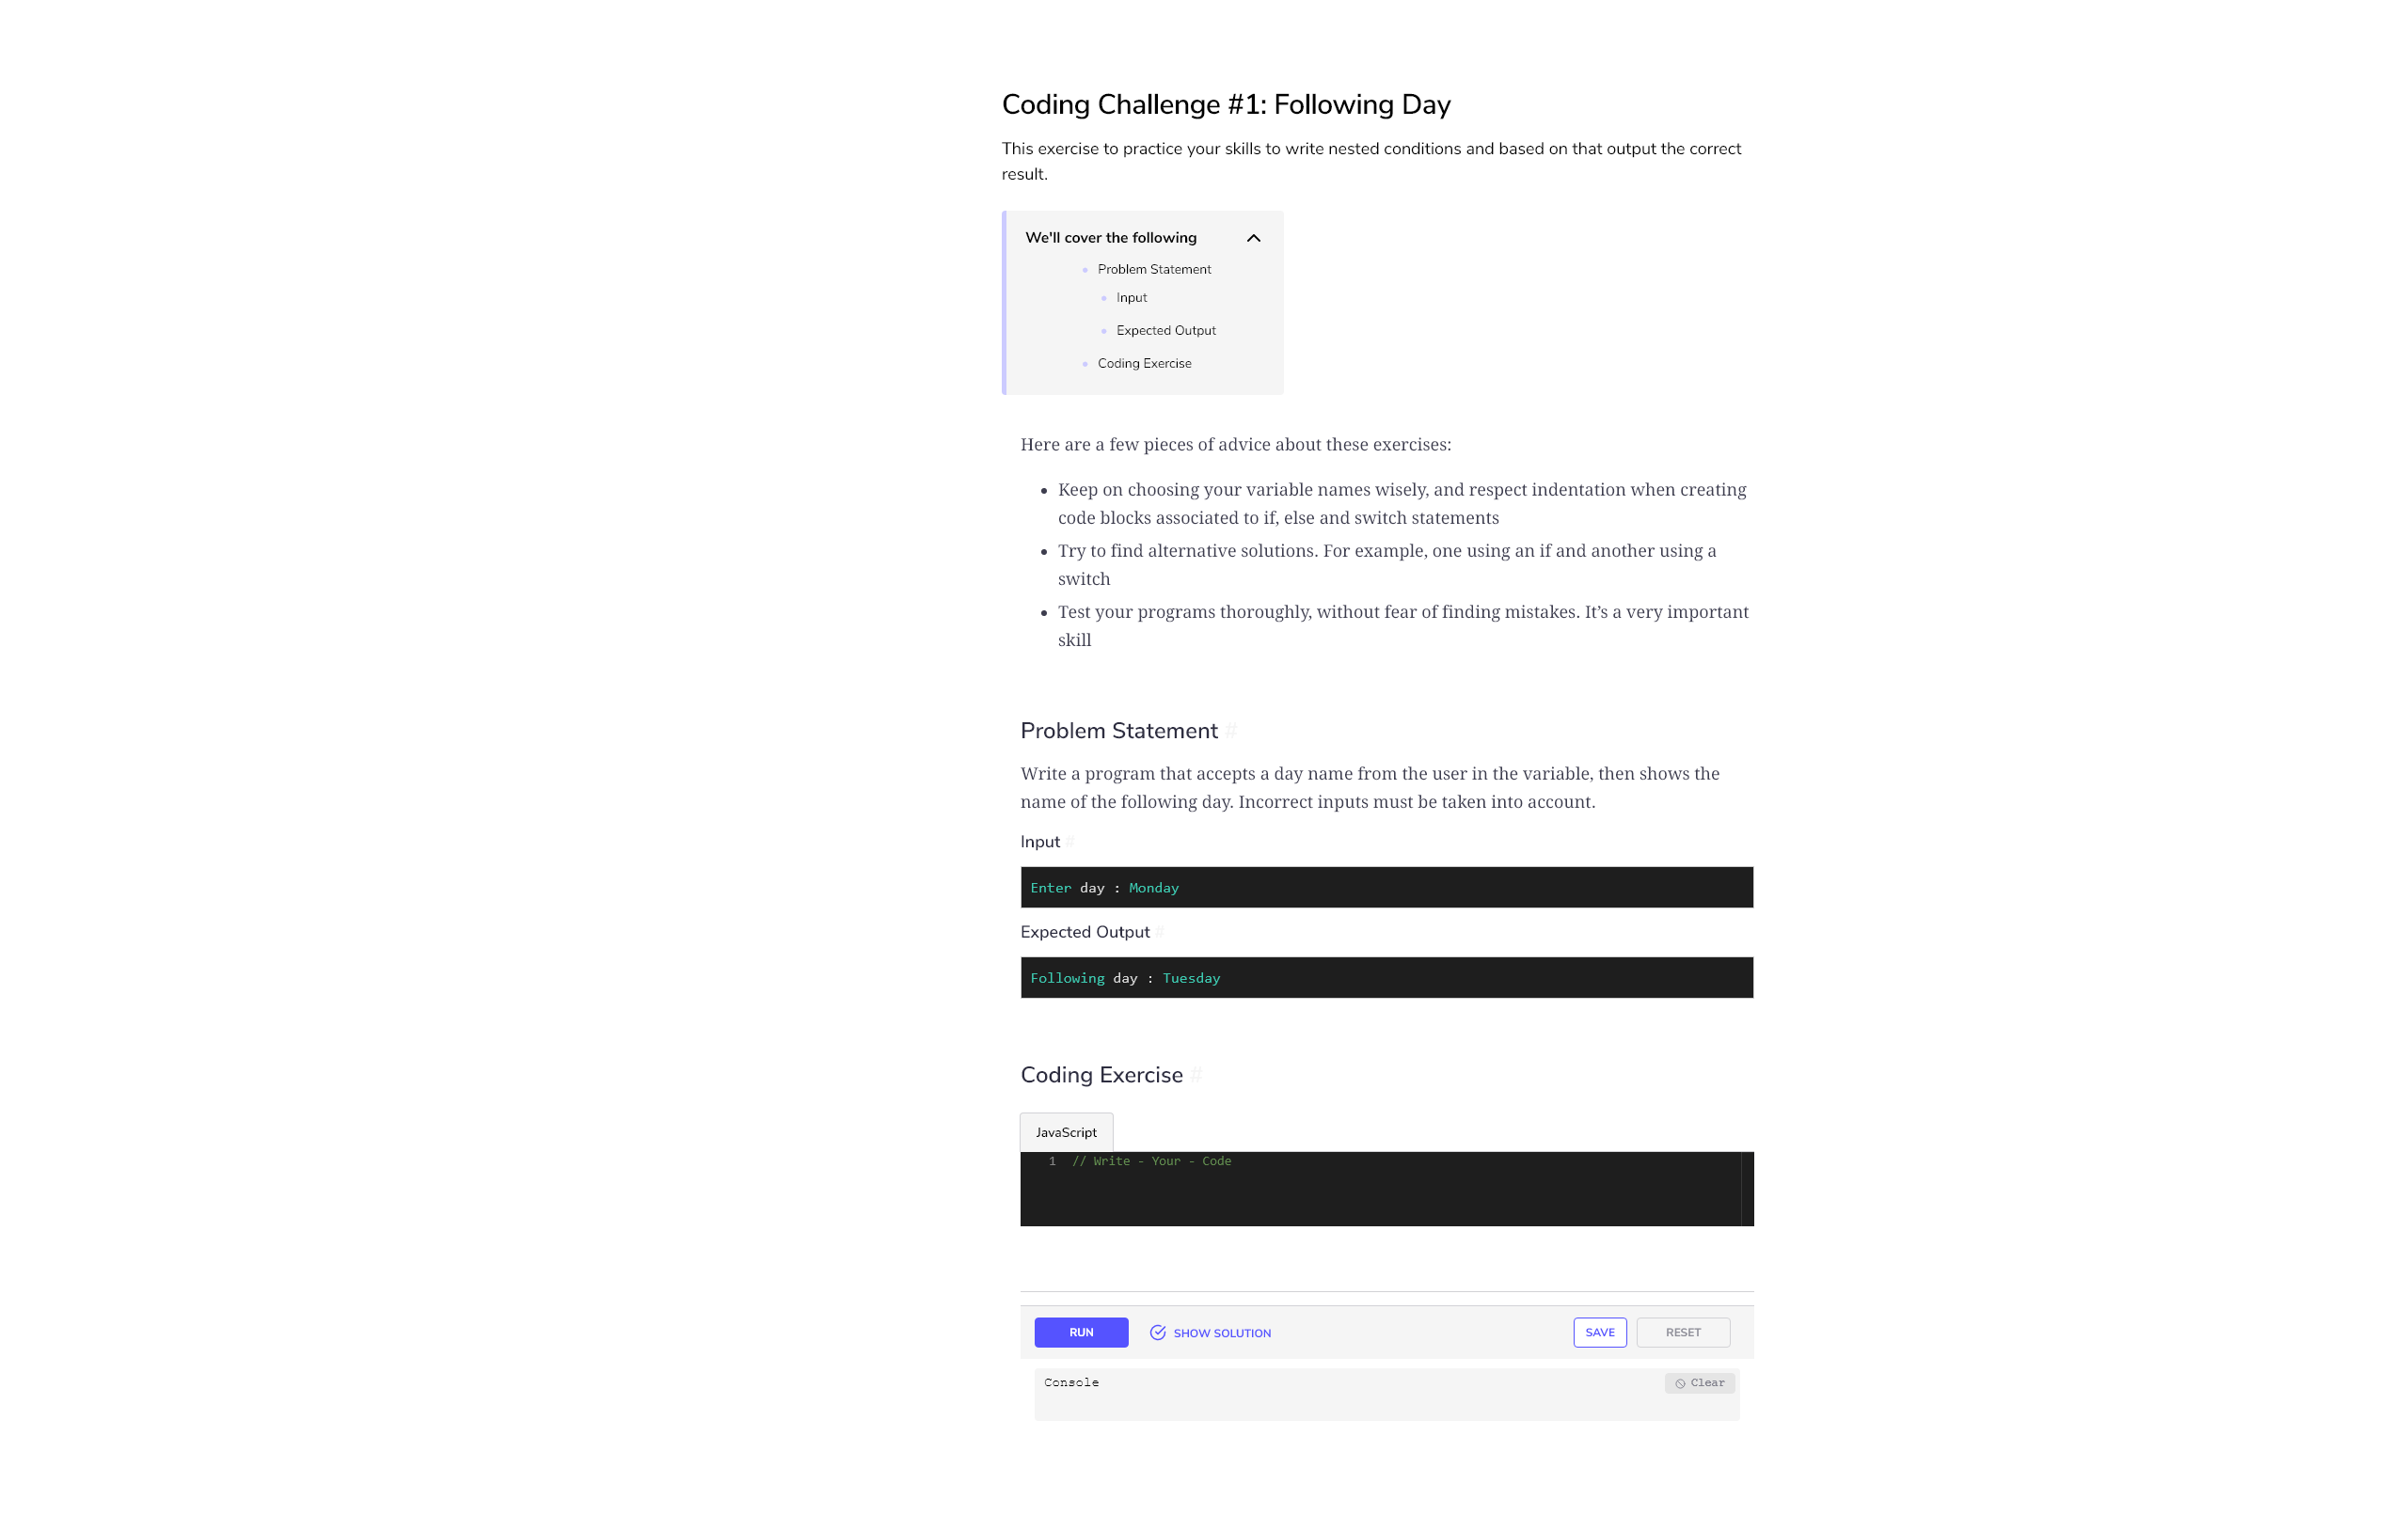 Coding Challenge #1: Following Day
This exercise to practice your skills to write nested conditions and based on that output the correct
result.
We'll cover the following
Problem Statement
Input
Expected Output
Coding Exercise
Here are a few pieces of advice about these exercises:
Keep on choosing your variable names wisely, and respect indentation when creating
code blocks associated to if, else and switch statements
Try to find alternative solutions. For example, one using an if and another using a
switch
Test your programs thoroughly, without fear of finding mistakes. It’s a very important
skill
Problem Statement #
Write a program that accepts a day name from the user in the variable, then shows the
name of the following day. Incorrect inputs must be taken into account.
Input #
Enter day : Monday
Expected Output #
Following day : Tuesday
Coding Exercise #
JavaScript
1 // Write - Your - Code
RUN SHOW SOLUTION SAVE RESET
Console Clear